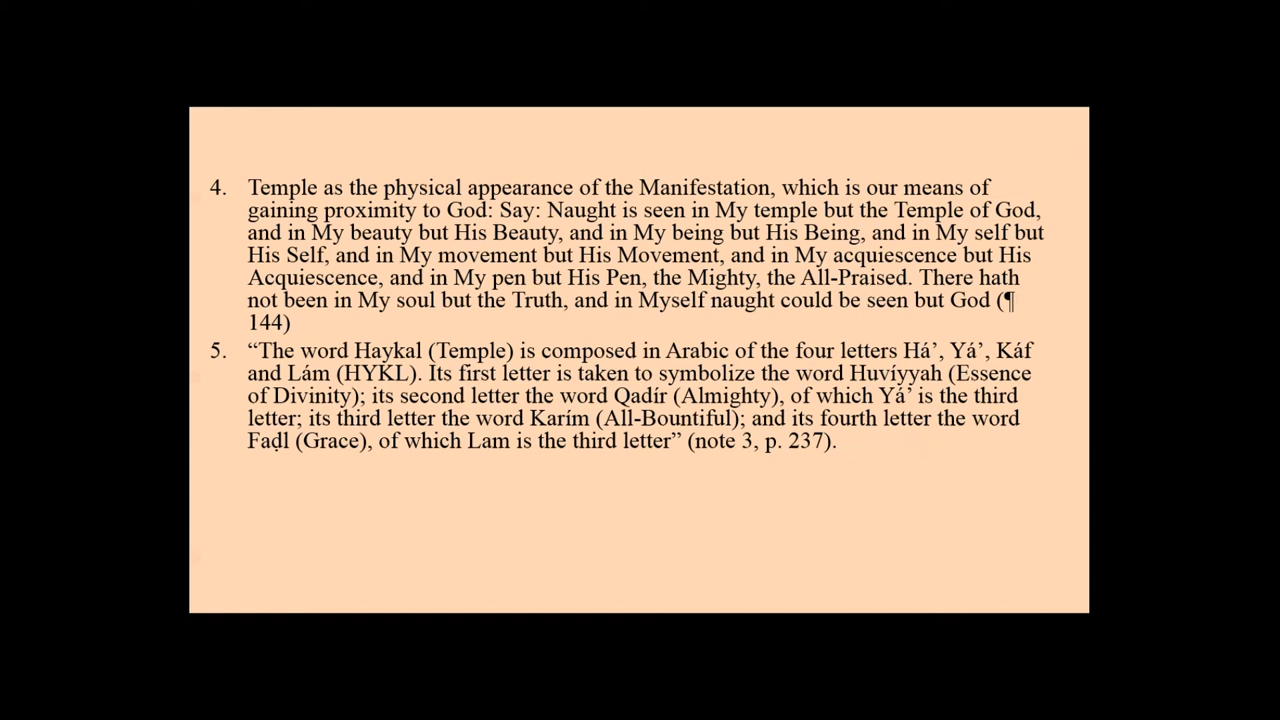 4. Temple as the physical appearance of the Manifestation, which is our means of
gaining proximity to God: Say: Naught is seen in My temple but the Temple of God,
and in My beauty but His Beauty, and in My being but His Being, and in My self but
His Self, and in My movement but His Movement, and in My acquiescence but His
Acquiescence, and in My pen but His Pen, the Mighty, the All-Praised. There hath
not been in My soul but the Truth, and in Myself naught could be seen but God (¶
144)
5. “The word Haykal (Temple) is composed in Arabic of the four letters Há’, Yá’, Káf
and Lám (HYKL). Its first letter is taken to symbolize the word Huvíyyah (Essence
of Divinity); its second letter the word Qadír (Almighty), of which Yá’ is the third
letter; its third letter the word Karím (All-Bountiful); and its fourth letter the word
Faḍl (Grace), of which Lam is the third letter” (note 3, p. 237).